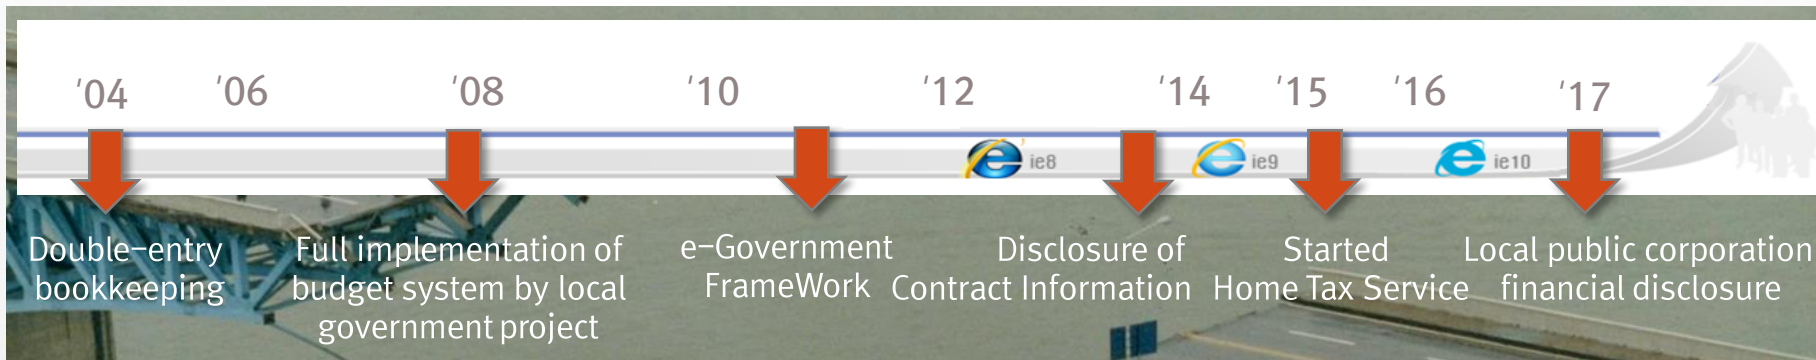 '04
'06
'08
'10
'12
'14
'15
'16
'17
ie8
ie9
ie10
Double-entry
bookkeeping
Full implementation of
budget system by local
government project
e-Government
FrameWork
Disclosure of
Contract Information
Started
Home Tax Service
Local public corporation
financial disclosure